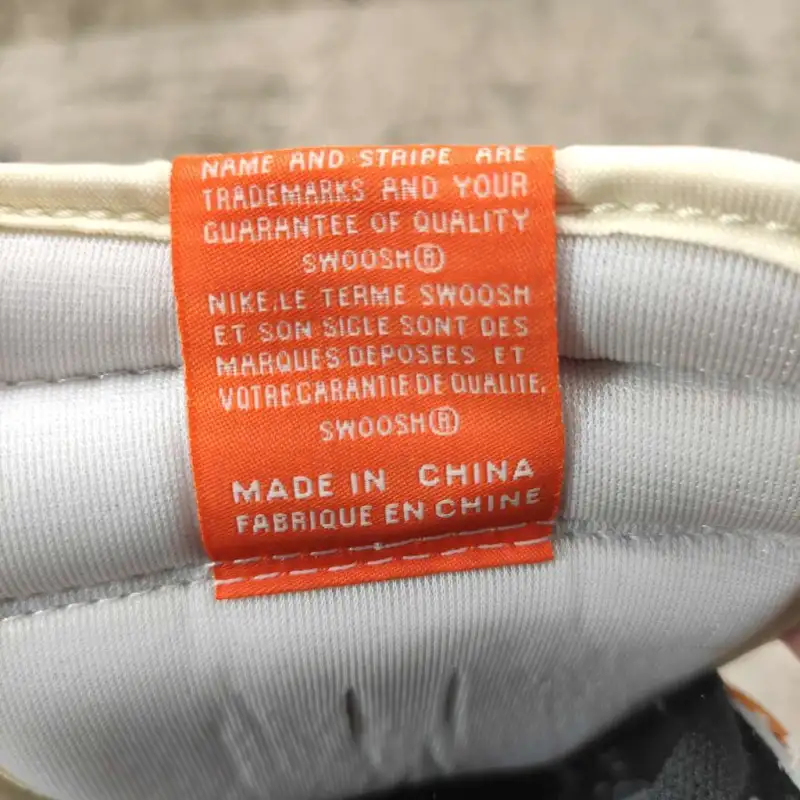 NAME AND STRIPE ARE
TRADEMARKS AND YOUR
GUARANTEE OF QUALITY
SWOOSH®
NIKE,LE TERME SWOOSH
ET SON SIGLE SONT DES
MARQUES DEPOSEES ET
VOTRE GARANTIE DE QUALITE.
SWOOSH®
MADE IN CHINA
FABRIQUE EN CHINE